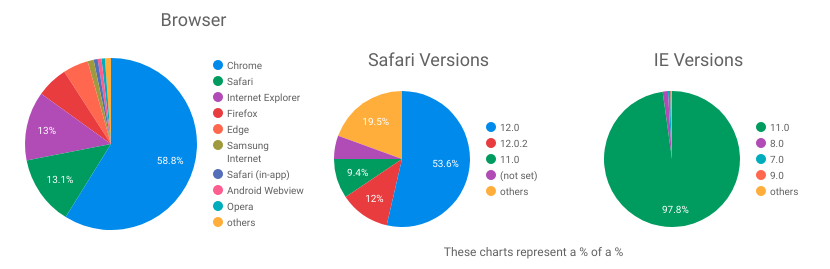 Browser
Chrome
Safari
Internet Explorer
Firefox
Edge
Samsung
Internet
Safari (in-app)
Android Webview
Opera
others
58.8%
13.1%
13%
Safari Versions
12.0
12.0.2
11.0
(not set)
others
53.6%
12%
9.4%
19.5%
IE Versions
11.0
8.0
7.0
9.0
others
97.8%
These charts represent a % of a %